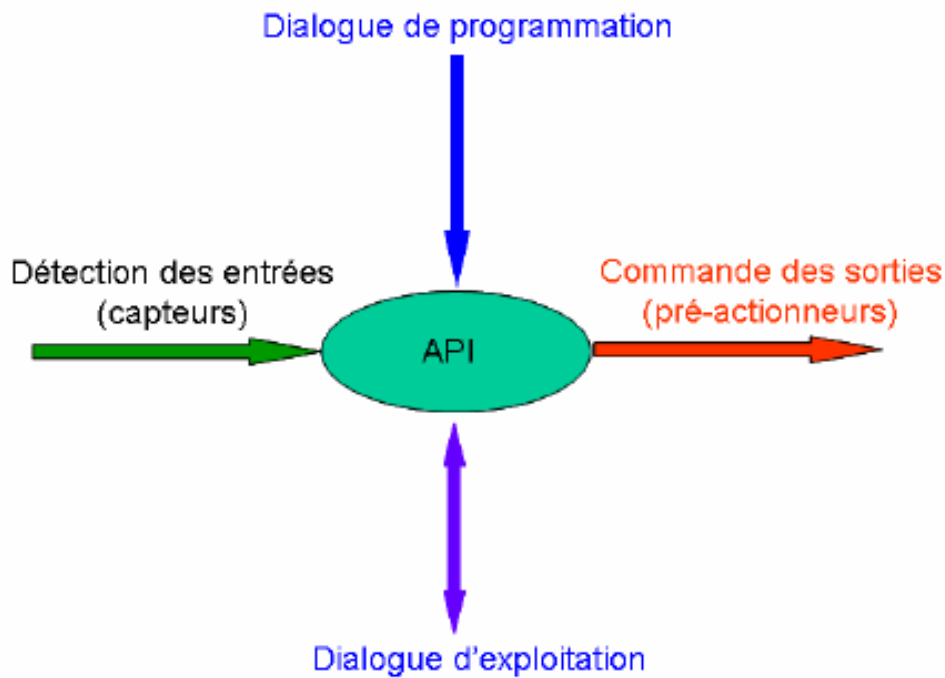 Dialogue de programmation
Détection des entrées
(capteurs)
Commande des sorties
(pré-actionneurs)
API
Dialogue d'exploitation